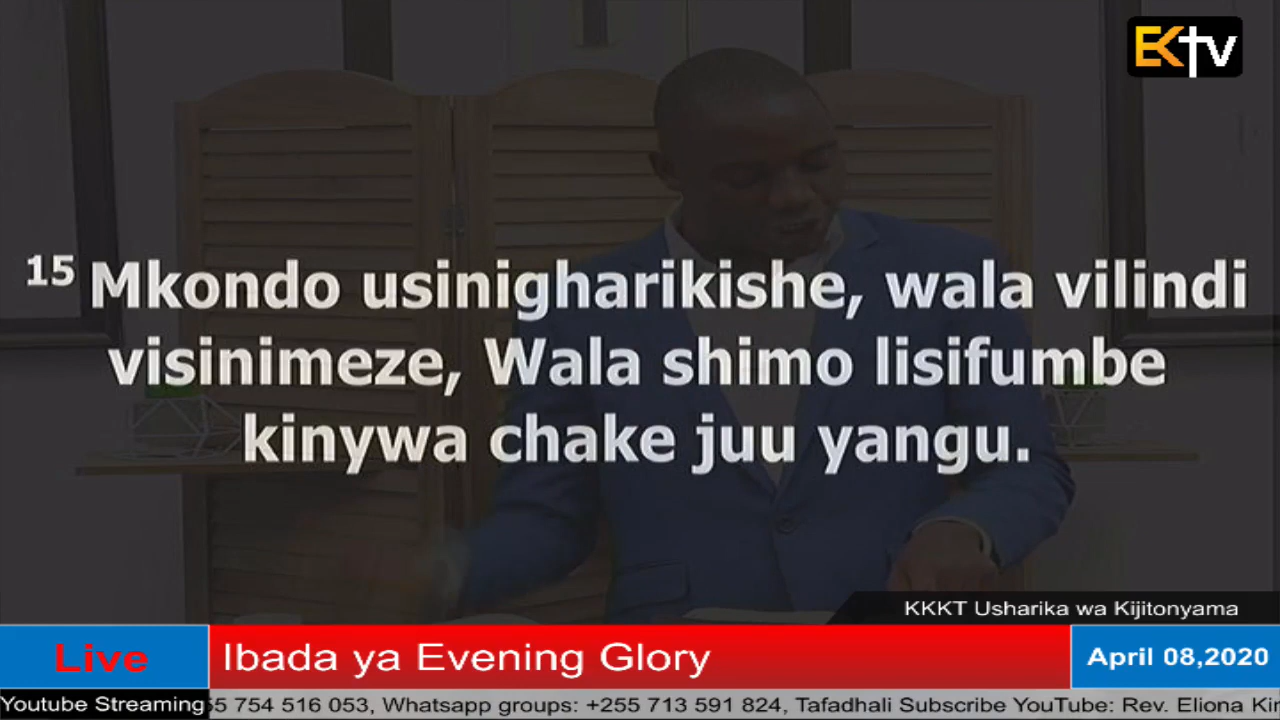 EKTV
15 Mkondo usinigharikishe, wala vilindi
visinimeze, Wala shimo lisifumbe
kinywa chake juu yangu.
KKKT Usharika wa Kijitonyama
Live
Ibada ya Evening Glory
April 08,2020
Youtube Streaming
55 754 516 053, Whatsapp groups: +255 713 591 824, Tafadhali Subscribe YouTube: Rev. Eliona